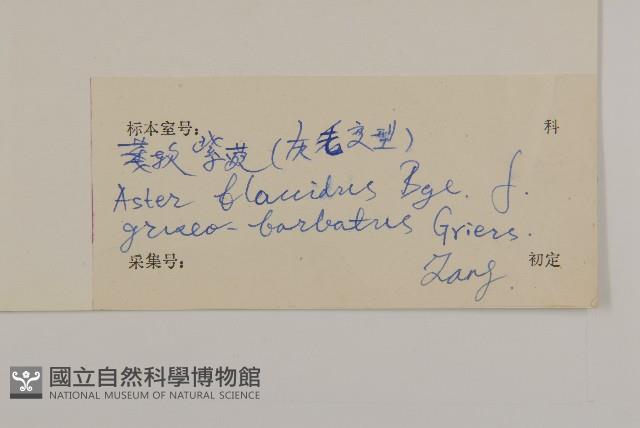 标本室号： 科
萎软紫菀(灰毛变型)
Aster flaccidus Bge. f.
griseo-barbatus Griers.
采集号： 初定
Zang.
國立自然科學博物館
NATIONAL MUSEUM OF NATURAL SCIENCE